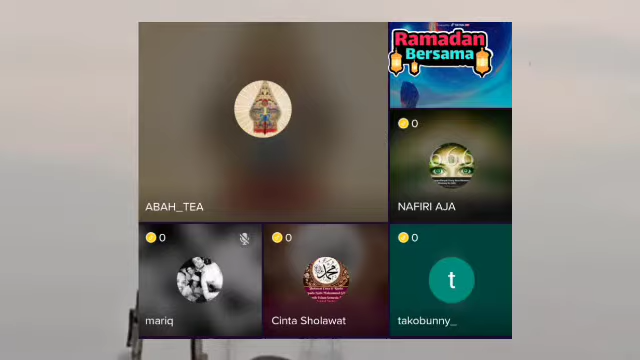 Ramadan
Bersama
ABAH_TEA
0
NAFIRI AJA
0
mariq
0
Cinta Sholawat
0
takobunny_
t